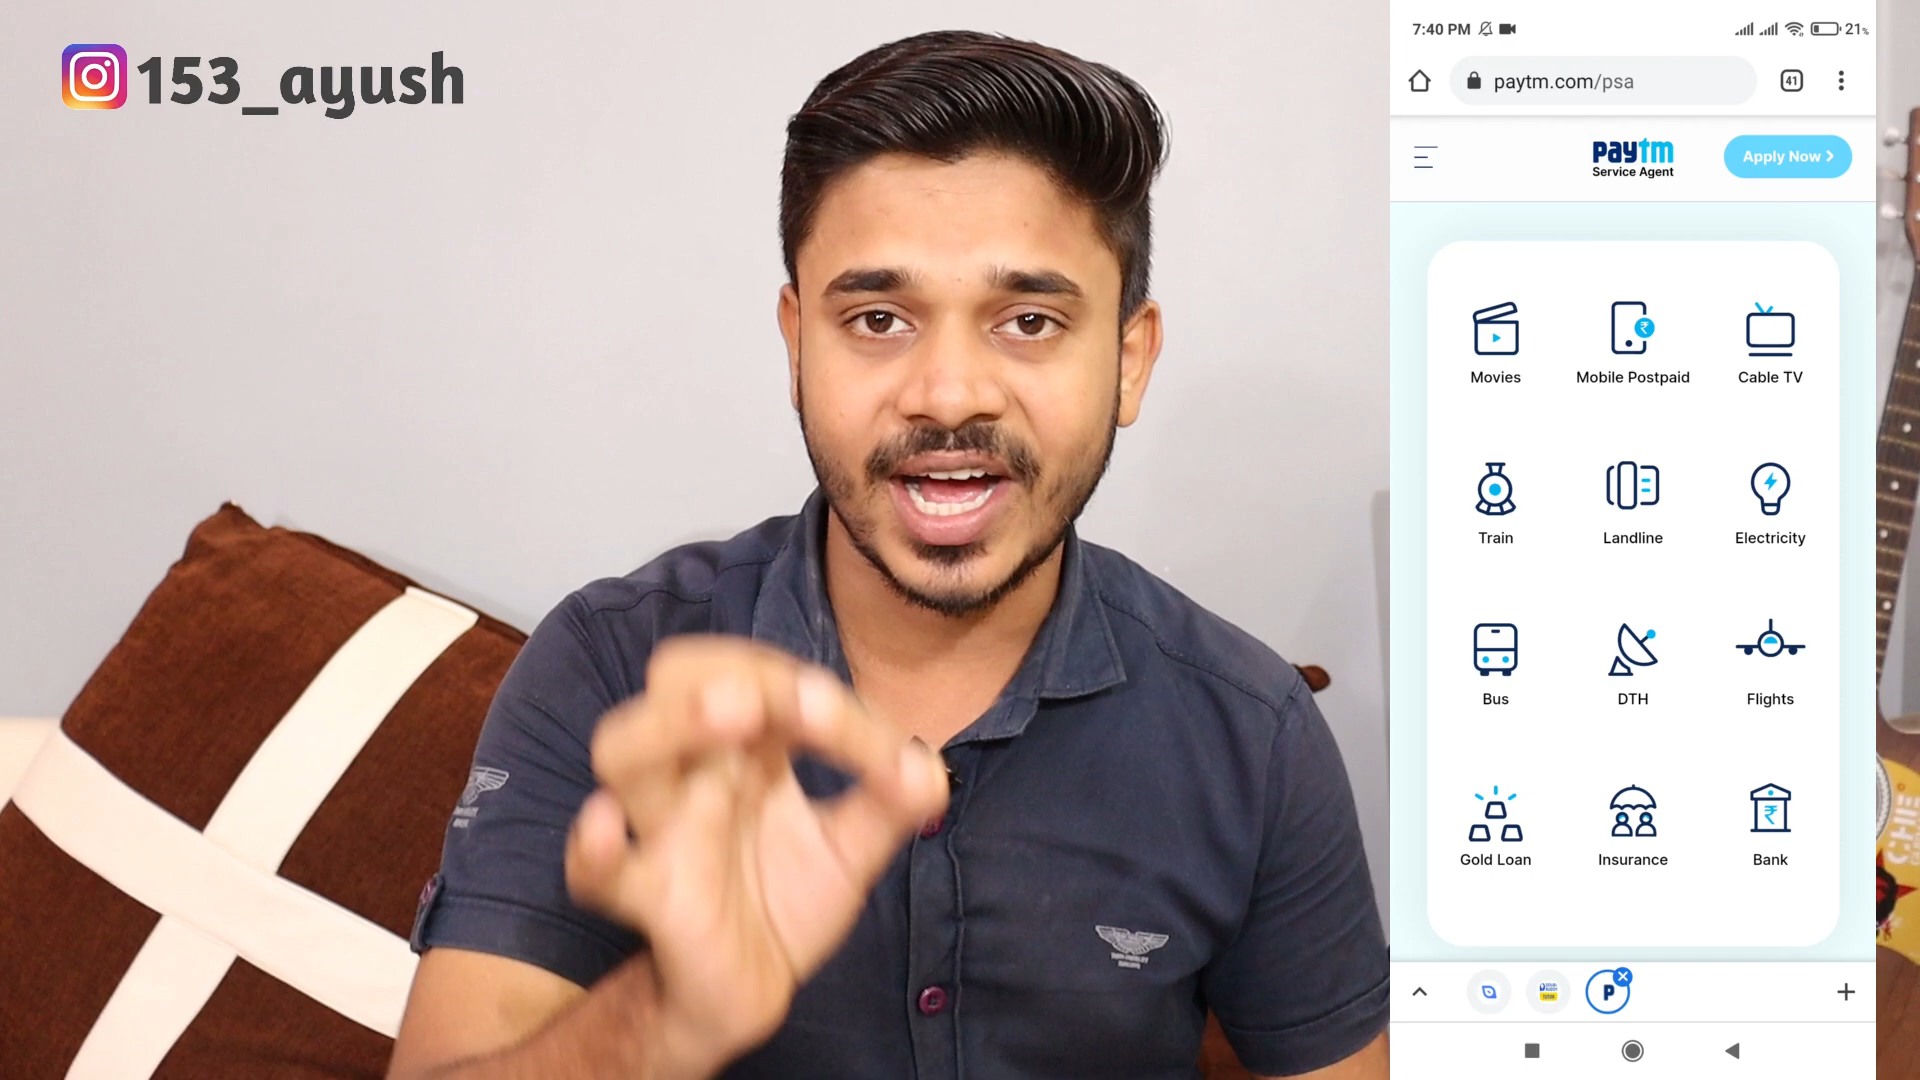 153_ayush
7:40 PM
21%
paytm.com/psa
41
paytm
Service Agent
Apply Now
Movies
Mobile Postpaid
Cable TV
Train
Landline
Electricity
Bus
DTH
Flights
Gold Loan
Insurance
Bank
P